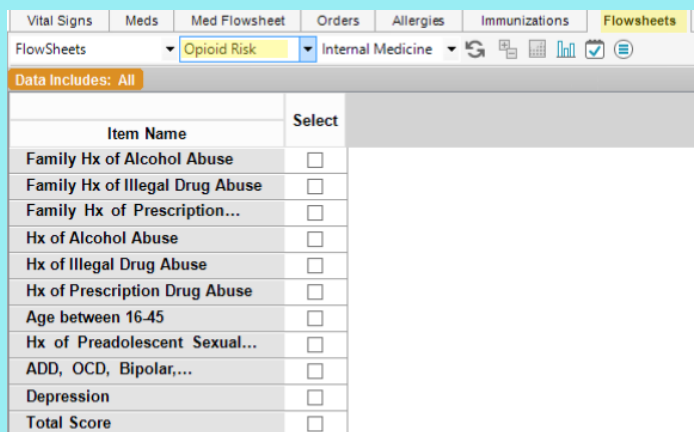 Vital Signs Meds Med Flowsheet Orders Allergies Immunizations Flowsheets
FlowSheets Opioid Risk Internal Medicine
Data Includes: All
Select
Item Name
Family Hx of Alcohol Abuse
Family Hx of Illegal Drug Abuse
Family Hx of Prescription...
Hx of Alcohol Abuse
Hx of Illegal Drug Abuse
Hx of Prescription Drug Abuse
Age between 16-45
Hx of Preadolescent Sexual...
ADD, OCD, Bipolar,...
Depression
Total Score